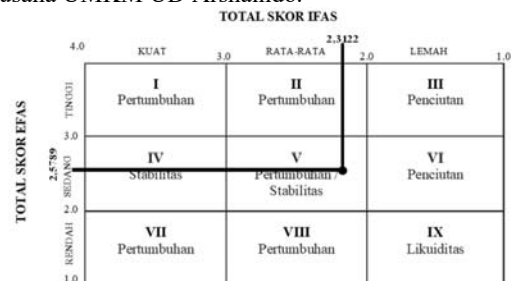 usaha UMKM UD Arshanindo.
TOTAL SKOR IFAS
2,3122
4.0 KUAT 3.0 RATA-RATA 2.0 LEMAH 1.0
TOTAL SKOR EFAS
2,5789
TINGGI
I
Pertumbuhan
II
Pertumbuhan
III
Penciutan
3.0
SEDANG
IV
Stabilitas
V
Pertumbuhan /
Stabilitas
VI
Penciutan
2.0
RENDAH
VII
Pertumbuhan
VIII
Pertumbuhan
IX
Likuiditas
1.0